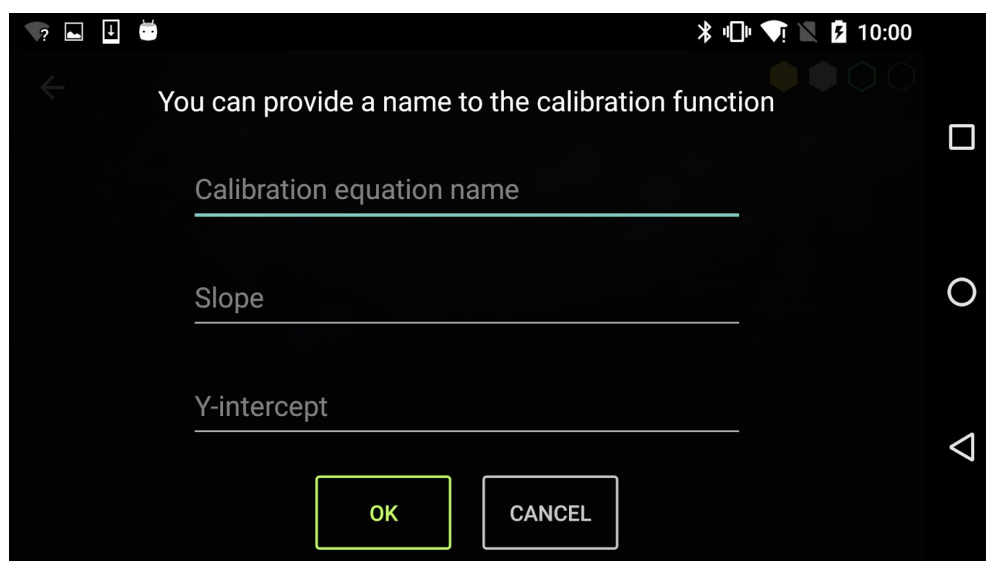 10:00
You can provide a name to the calibration function
Calibration equation name
Slope
Y-intercept
OK
CANCEL